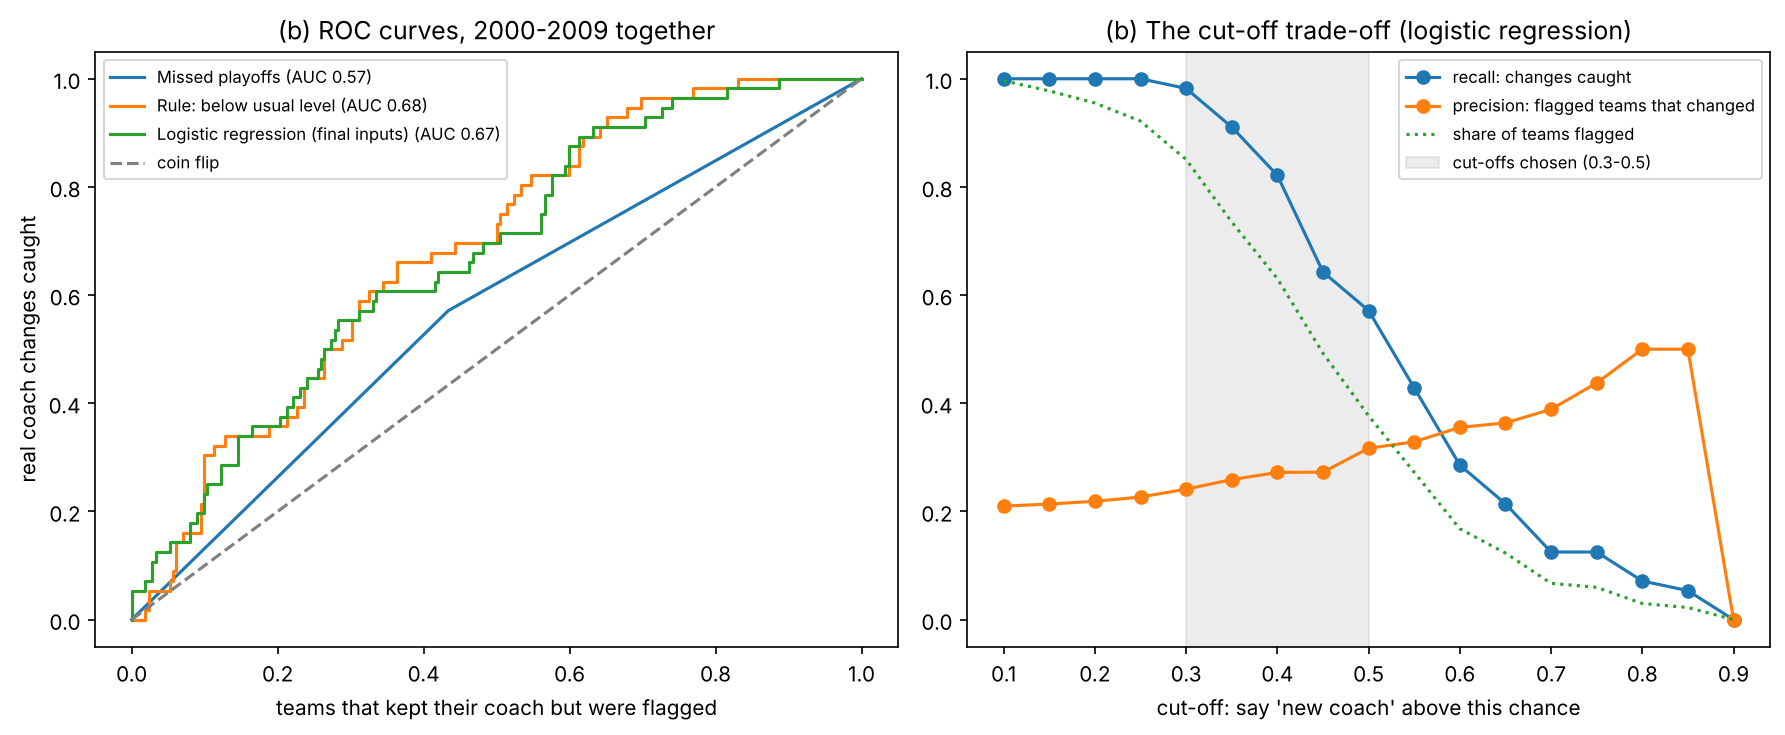 (b) ROC curves, 2000-2009 together
real coach changes caught
1.0
0.8
0.6
0.4
0.2
0.0
Missed playoffs (AUC 0.57)
Rule: below usual level (AUC 0.68)
Logistic regression (final inputs) (AUC 0.67)
coin flip
0.0 0.2 0.4 0.6 0.8 1.0
teams that kept their coach but were flagged
(b) The cut-off trade-off (logistic regression)
1.0
0.8
0.6
0.4
0.2
0.0
recall: changes caught
precision: flagged teams that changed
share of teams flagged
cut-offs chosen (0.3-0.5)
0.1 0.2 0.3 0.4 0.5 0.6 0.7 0.8 0.9
cut-off: say 'new coach' above this chance